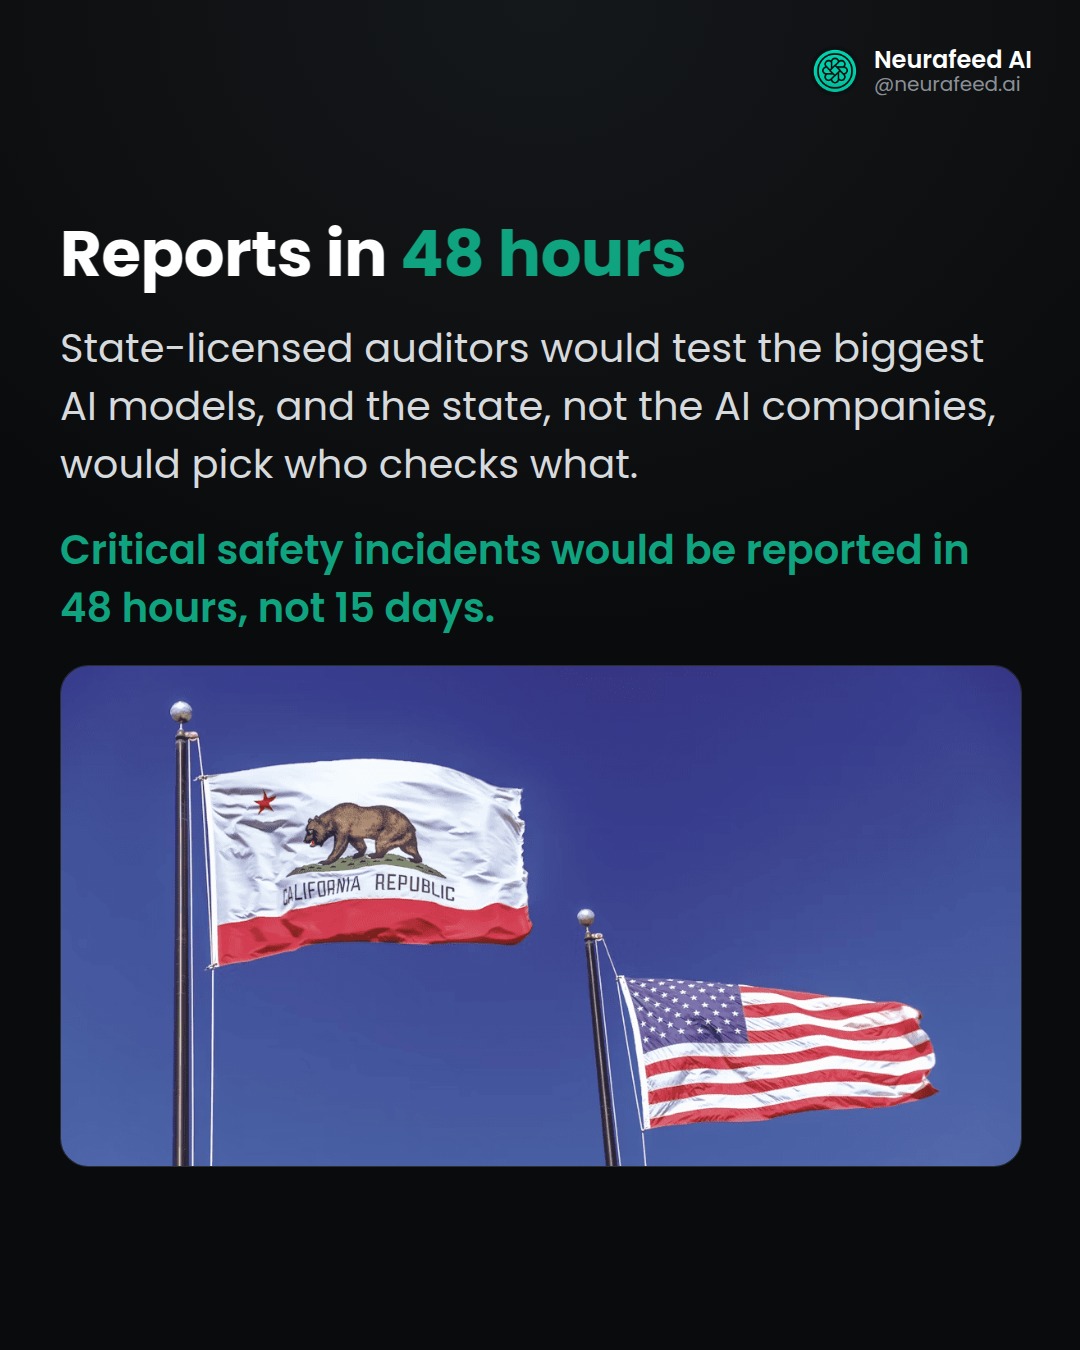 Neurafeed AI
@neurafeed.ai
Reports in 48 hours
State-licensed auditors would test the biggest
AI models, and the state, not the AI companies,
would pick who checks what.
Critical safety incidents would be reported in
48 hours, not 15 days.
CALIFORNIA REPUBLIC